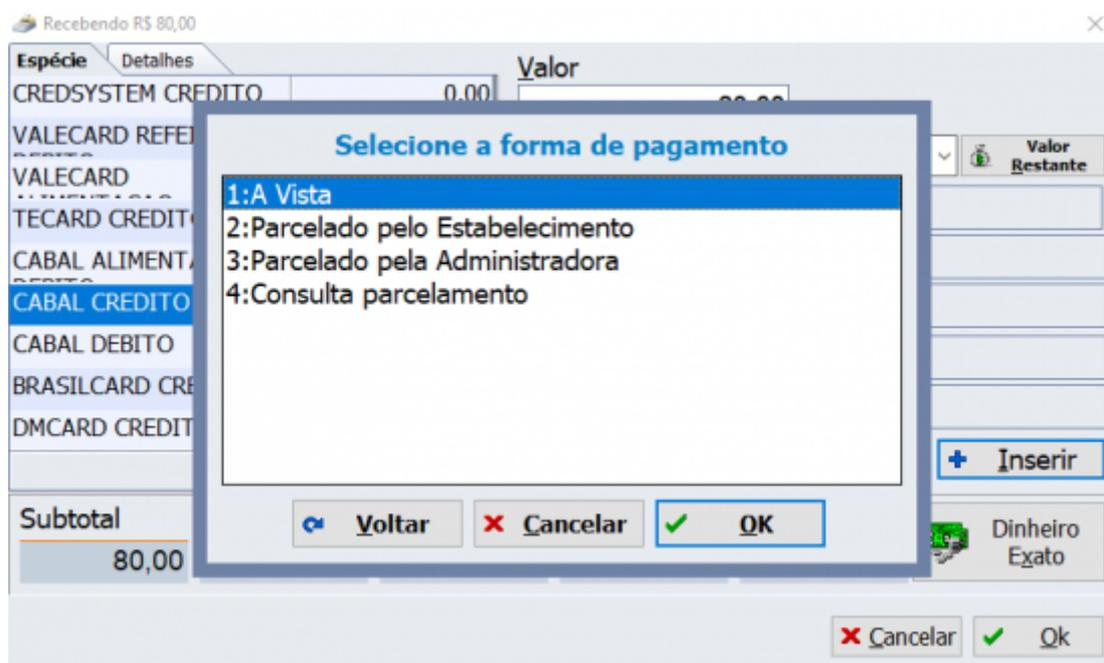 Recebendo R$ 80,00
Espécie Detalhes
Valor
CREDSYSTEM CREDITO 0,00
VALECARD
TECARD
CABAL
CABAL CREDITO
CABAL DEBITO
BRASILCARD
DMCARD
Valor
Restante
Selecione a forma de pagamento
1:A Vista
2:Parcelado pelo Estabelecimento
3:Parcelado pela Administradora
4:Consulta parcelamento
Voltar Cancelar OK
Inserir
Subtotal
80,00
Dinheiro
Exato
Cancelar Ok